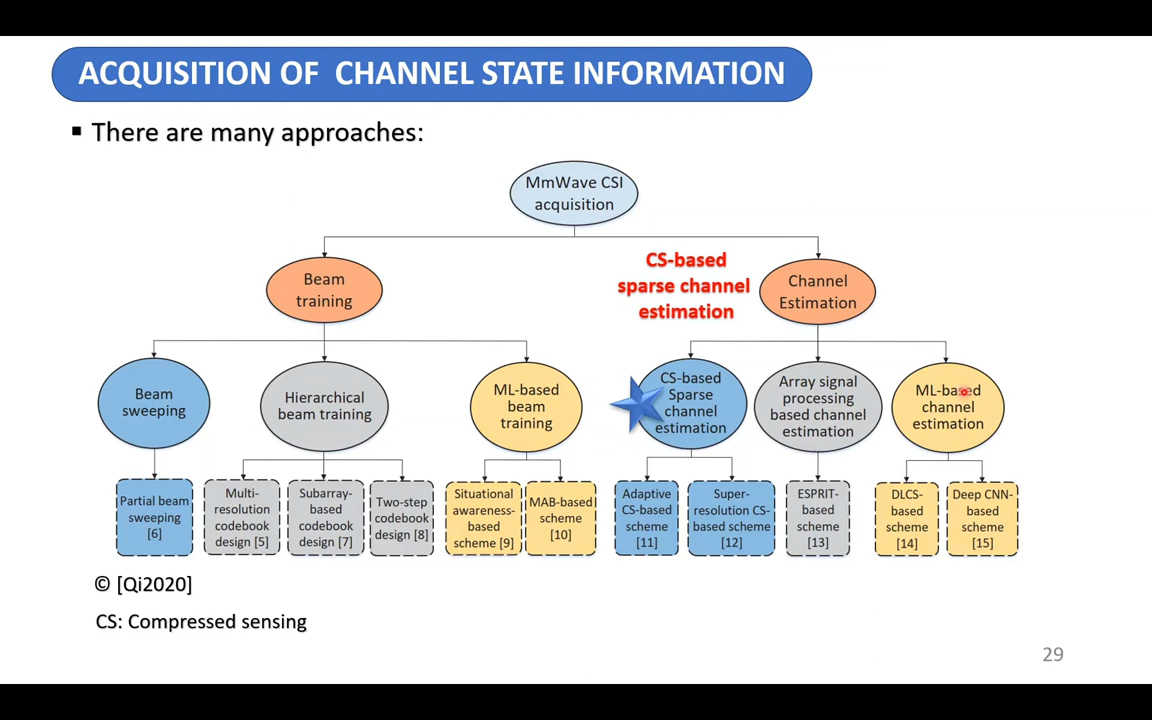 ACQUISITION OF CHANNEL STATE INFORMATION
▪ There are many approaches:
MmWave CSI
acquisition
Beam
training
CS-based
sparse channel
estimation
Channel
Estimation
Beam
sweeping
Hierarchical
beam training
ML-based
beam
training
CS-based
Sparse
channel
estimation
Array signal
processing
based channel
estimation
ML-based
channel
estimation
Partial beam
sweeping
[6]
Multi-
resolution
codebook
design [5]
Subarray-
based
codebook
design [7]
Two-step
codebook
design [8]
Situational
awareness-
based
scheme [9]
MAB-based
scheme
[10]
Adaptive
CS-based
scheme
[11]
Super-
resolution CS-
based scheme
[12]
ESPRIT-
based
scheme
[13]
DLCS-
based
scheme
[14]
Deep CNN-
based
scheme
[15]
© [Qi2020]
CS: Compressed sensing
29